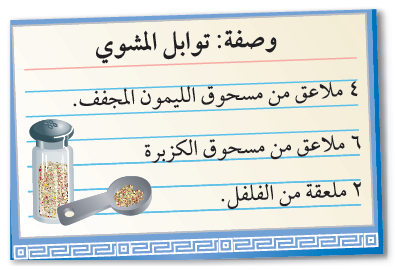 وصفة: توابل المشوي
٤ ملاعق من مسحوق الليمون المجفف.
٦ ملاعق من مسحوق الكزبرة
٢ ملعقة من الفلفل.